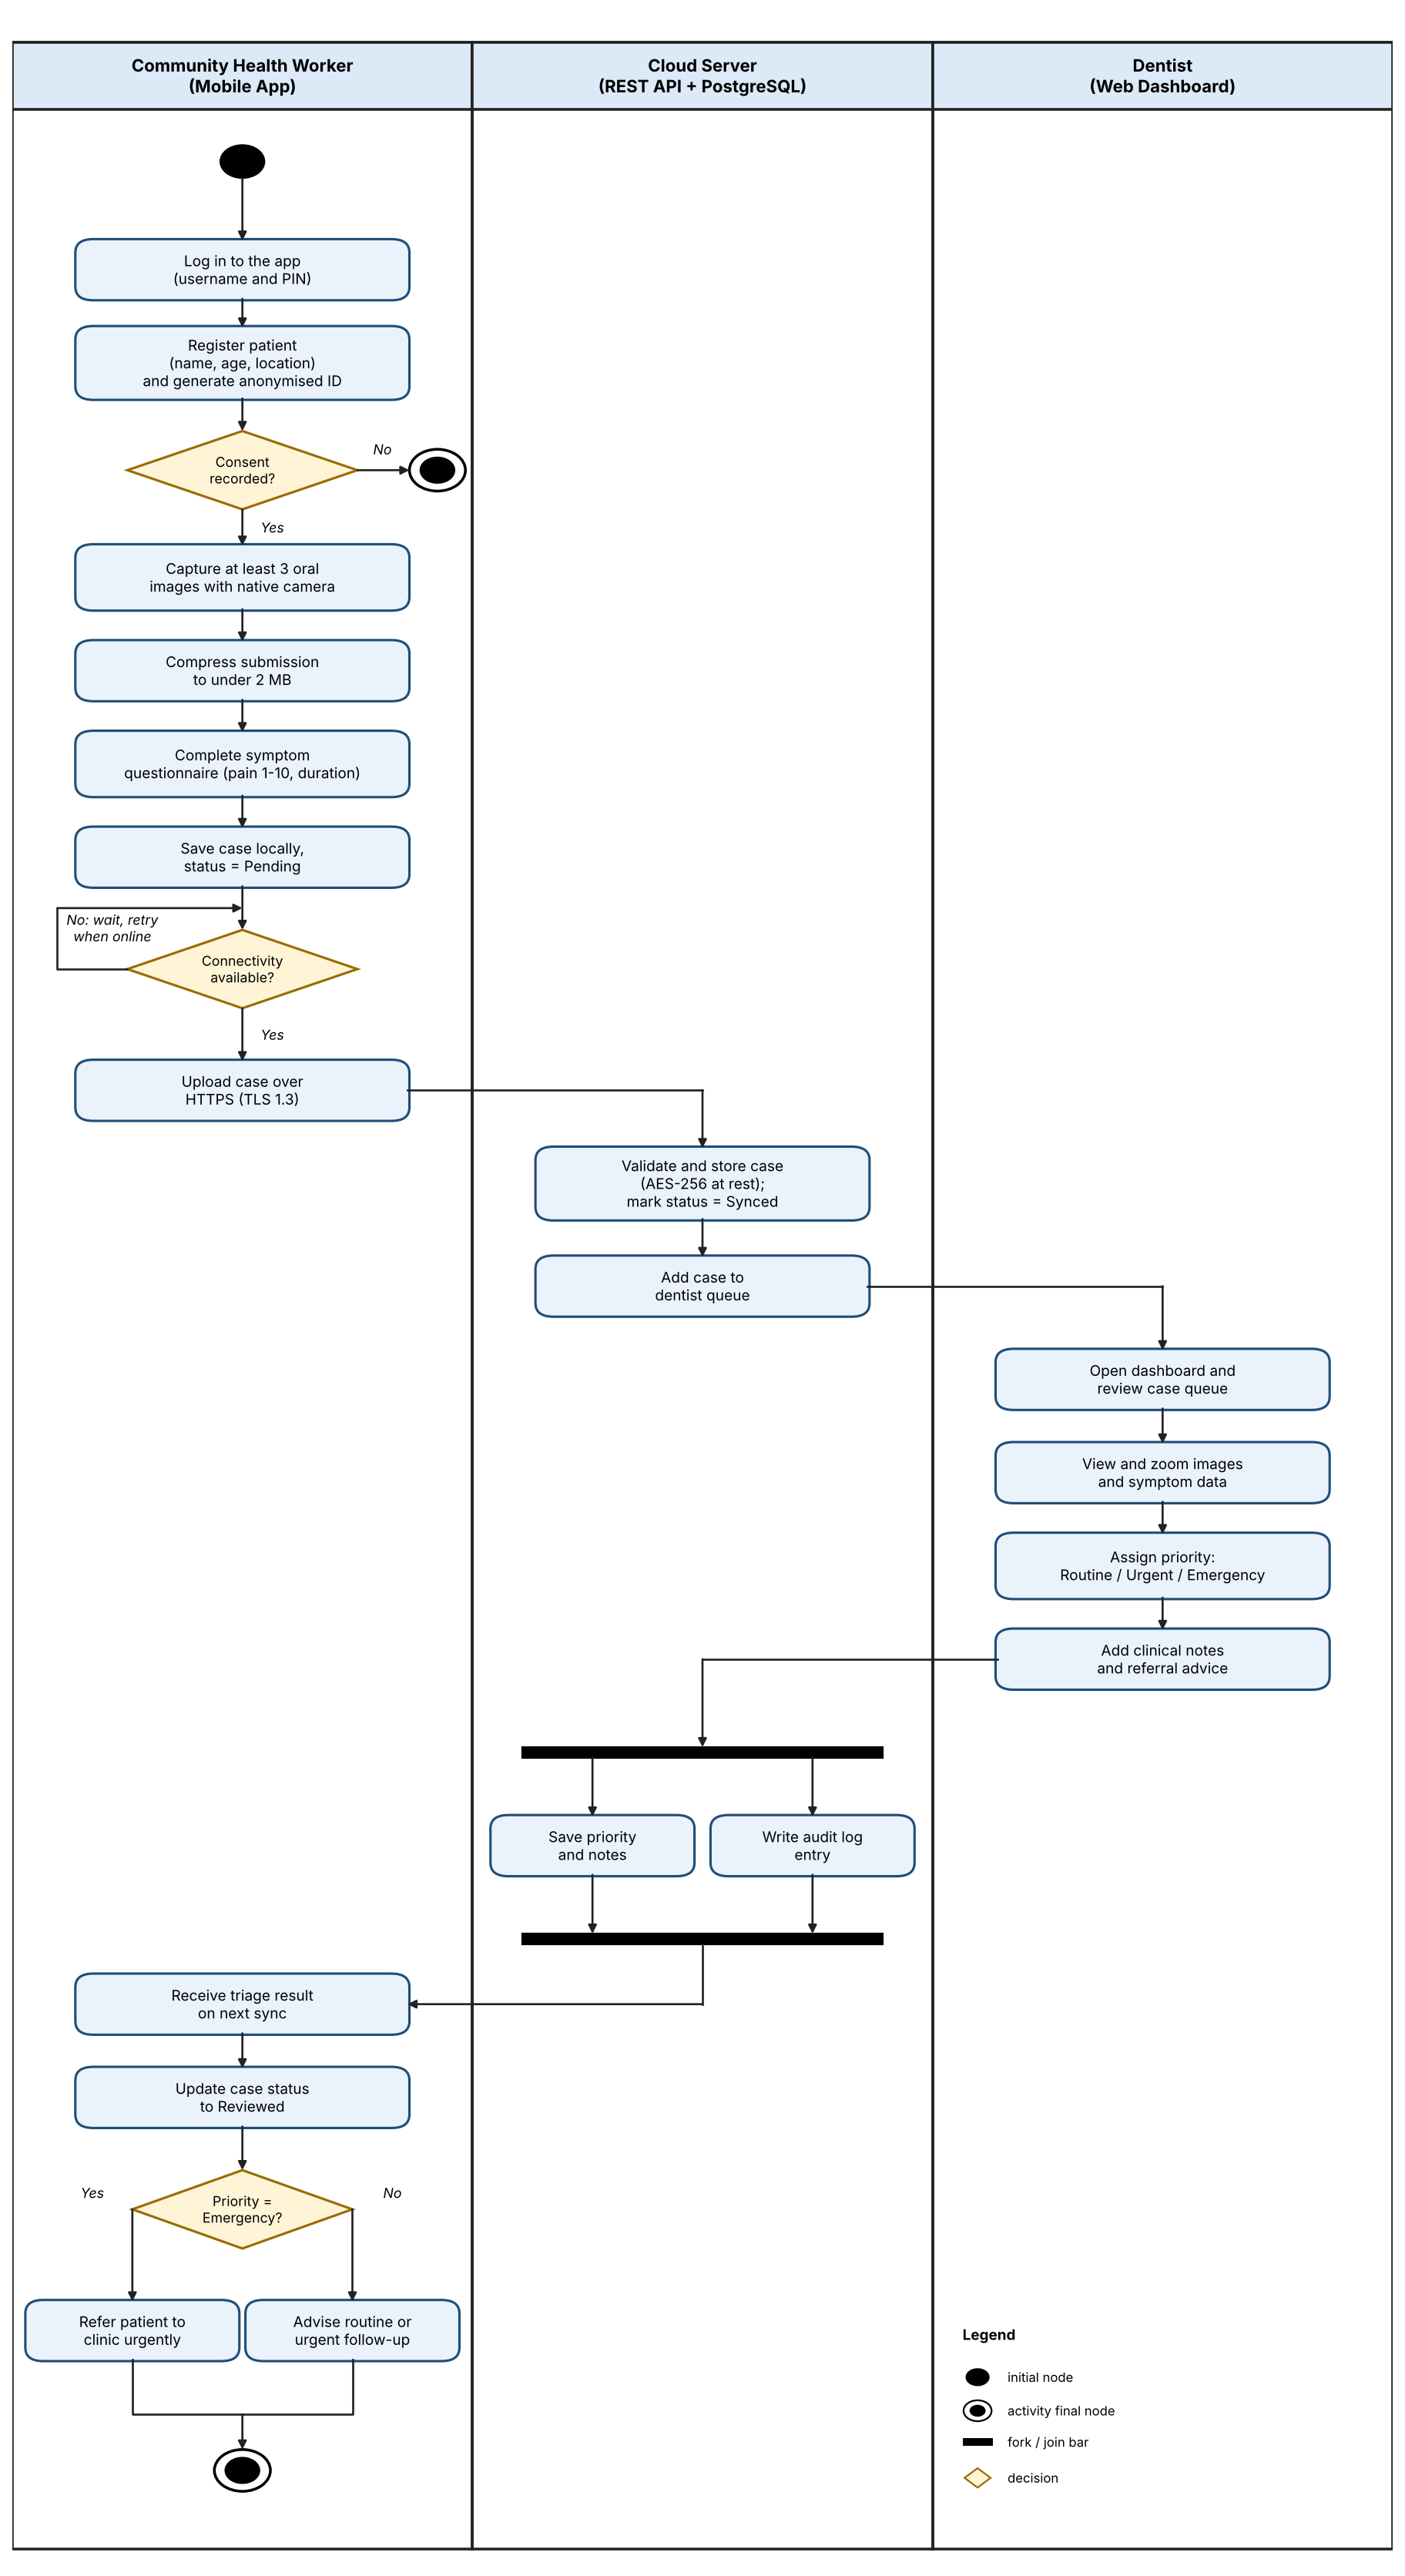 Community Health Worker
(Mobile App)
Cloud Server
(REST API + PostgreSQL)
Dentist
(Web Dashboard)
Log in to the app
(username and PIN)
Register patient
(name, age, location)
and generate anonymised ID
Consent
recorded?
No
Yes
Capture at least 3 oral
images with native camera
Compress submission
to under 2 MB
Complete symptom
questionnaire (pain 1-10, duration)
Save case locally,
status = Pending
No: wait, retry
when online
Connectivity
available?
Yes
Upload case over
HTTPS (TLS 1.3)
Validate and store case
(AES-256 at rest);
mark status = Synced
Add case to
dentist queue
Open dashboard and
review case queue
View and zoom images
and symptom data
Assign priority:
Routine / Urgent / Emergency
Add clinical notes
and referral advice
Save priority
and notes
Write audit log
entry
Receive triage result
on next sync
Update case status
to Reviewed
Yes
Priority =
Emergency?
No
Refer patient to
clinic urgently
Advise routine or
urgent follow-up
Legend
initial node
activity final node
fork / join bar
decision